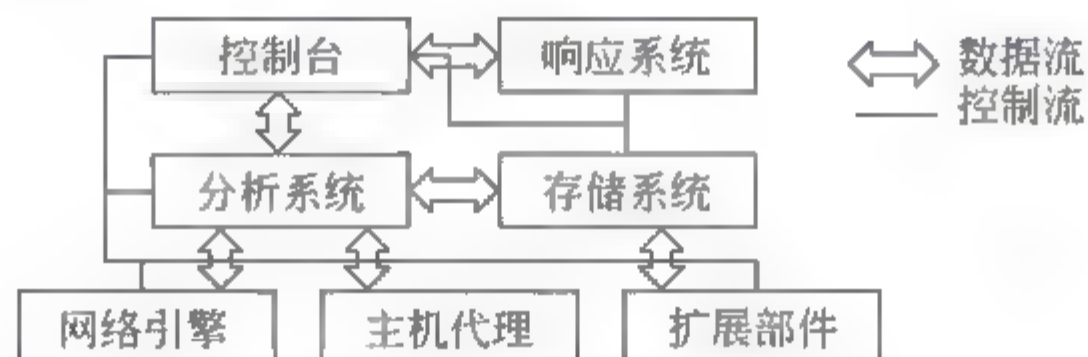 控制台
响应系统
数据流
控制流
分析系统
存储系统
网络引擎
主机代理
扩展部件